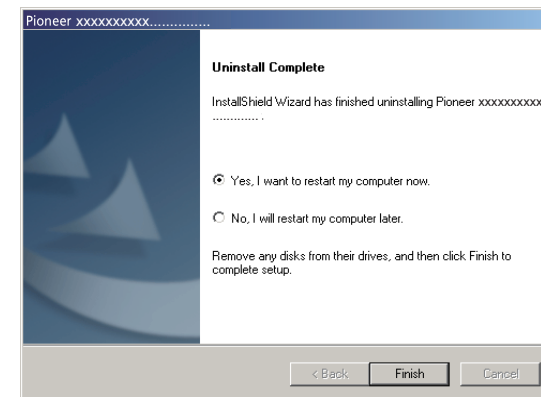 Pioneer xxxxxxxxxx...............
Uninstall Complete
InstallShield Wizard has finished uninstalling Pioneer xxxxxxxxxx
............. .
Yes, I want to restart my computer now.
No, I will restart my computer later.
Remove any disks from their drives, and then click Finish to
complete setup.
< Back
Finish
Cancel